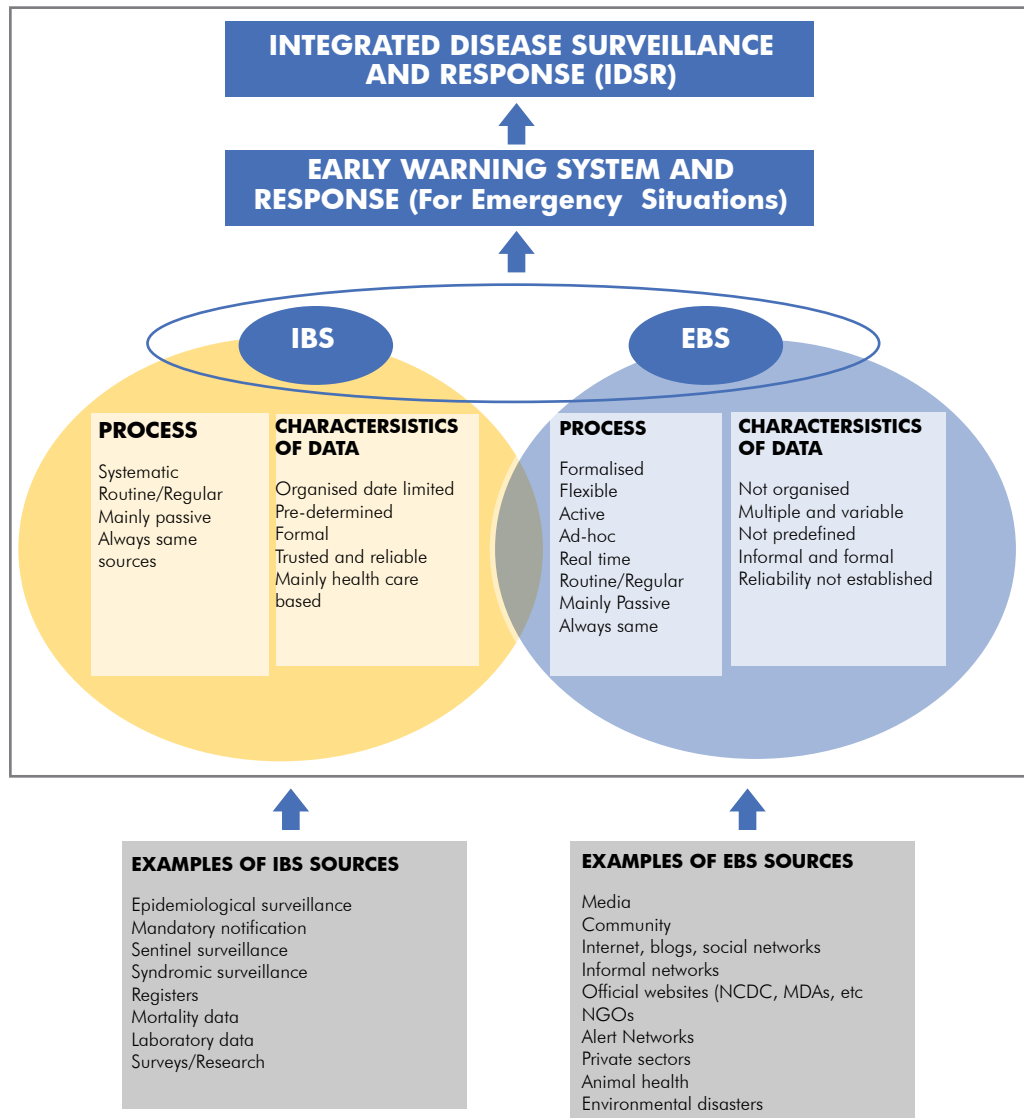 INTEGRATED DISEASE SURVEILLANCE
AND RESPONSE (IDSR)
EARLY WARNING SYSTEM AND
RESPONSE (For Emergency Situations)
IBS
EBS
PROCESS
Systematic
Routine/Regular
Mainly passive
Always same
sources
CHARACTERSISTICS
OF DATA
Organised date limited
Pre-determined
Formal
Trusted and reliable
Mainly health care
based
PROCESS
Formalised
Flexible
Active
Ad-hoc
Real time
Routine/Regular
Mainly Passive
Always same
CHARACTERSISTICS
OF DATA
Not organised
Multiple and variable
Not predefined
Informal and formal
Reliability not established
EXAMPLES OF IBS SOURCES
Epidemiological surveillance
Mandatory notification
Sentinel surveillance
Syndromic surveillance
Registers
Mortality data
Laboratory data
Surveys/Research
EXAMPLES OF EBS SOURCES
Media
Community
Internet, blogs, social networks
Informal networks
Official websites (NCDC, MDAs, etc
NGOs
Alert Networks
Private sectors
Animal health
Environmental disasters